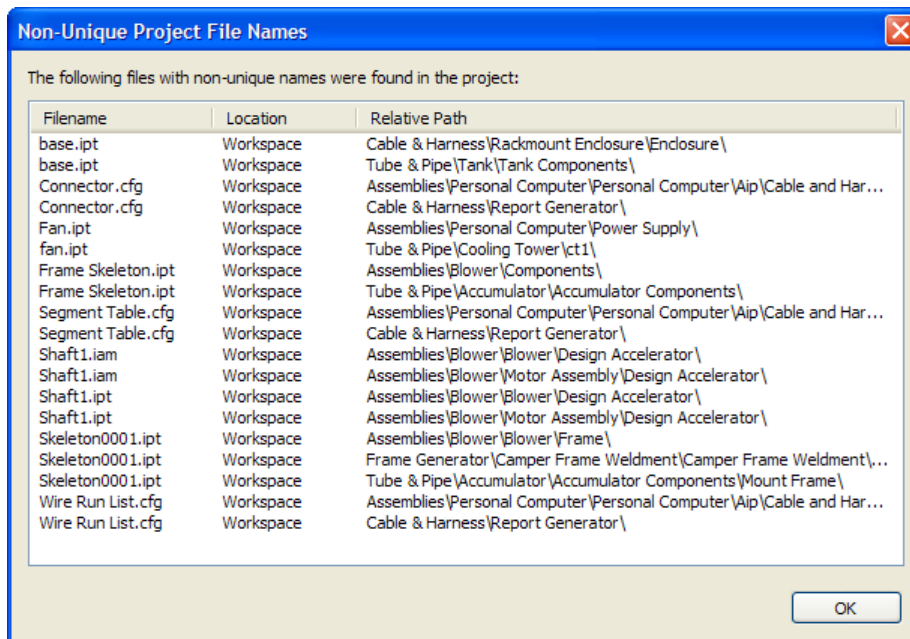 Non-Unique Project File Names
The following files with non-unique names were found in the project:
Filename Location Relative Path
base.ipt Workspace Cable & Harness\Rackmount Enclosure\Enclosure\
base.ipt Workspace Tube & Pipe\Tank\Tank Components\
Connector.cfg Workspace Assemblies\Personal Computer\Personal Computer\Aip\Cable and Har...
Connector.cfg Workspace Cable & Harness\Report Generator\
Fan.ipt Workspace Assemblies\Personal Computer\Power Supply\
fan.ipt Workspace Tube & Pipe\Cooling Tower\ct1\
Frame Skeleton.ipt Workspace Assemblies\Blower\Components\
Frame Skeleton.ipt Workspace Tube & Pipe\Accumulator\Accumulator Components\
Segment Table.cfg Workspace Assemblies\Personal Computer\Personal Computer\Aip\Cable and Har...
Segment Table.cfg Workspace Cable & Harness\Report Generator\
Shaft1.iam Workspace Assemblies\Blower\Blower\Design Accelerator\
Shaft1.iam Workspace Assemblies\Blower\Motor Assembly\Design Accelerator\
Shaft1.ipt Workspace Assemblies\Blower\Blower\Design Accelerator\
Shaft1.ipt Workspace Assemblies\Blower\Motor Assembly\Design Accelerator\
Skeleton0001.ipt Workspace Assemblies\Blower\Blower\Frame\
Skeleton0001.ipt Workspace Frame Generator\Camper Frame Weldment\Camper Frame Weldment\...
Skeleton0001.ipt Workspace Tube & Pipe\Accumulator\Accumulator Components\Mount Frame\
Wire Run List.cfg Workspace Assemblies\Personal Computer\Personal Computer\Aip\Cable and Har...
Wire Run List.cfg Workspace Cable & Harness\Report Generator\
OK